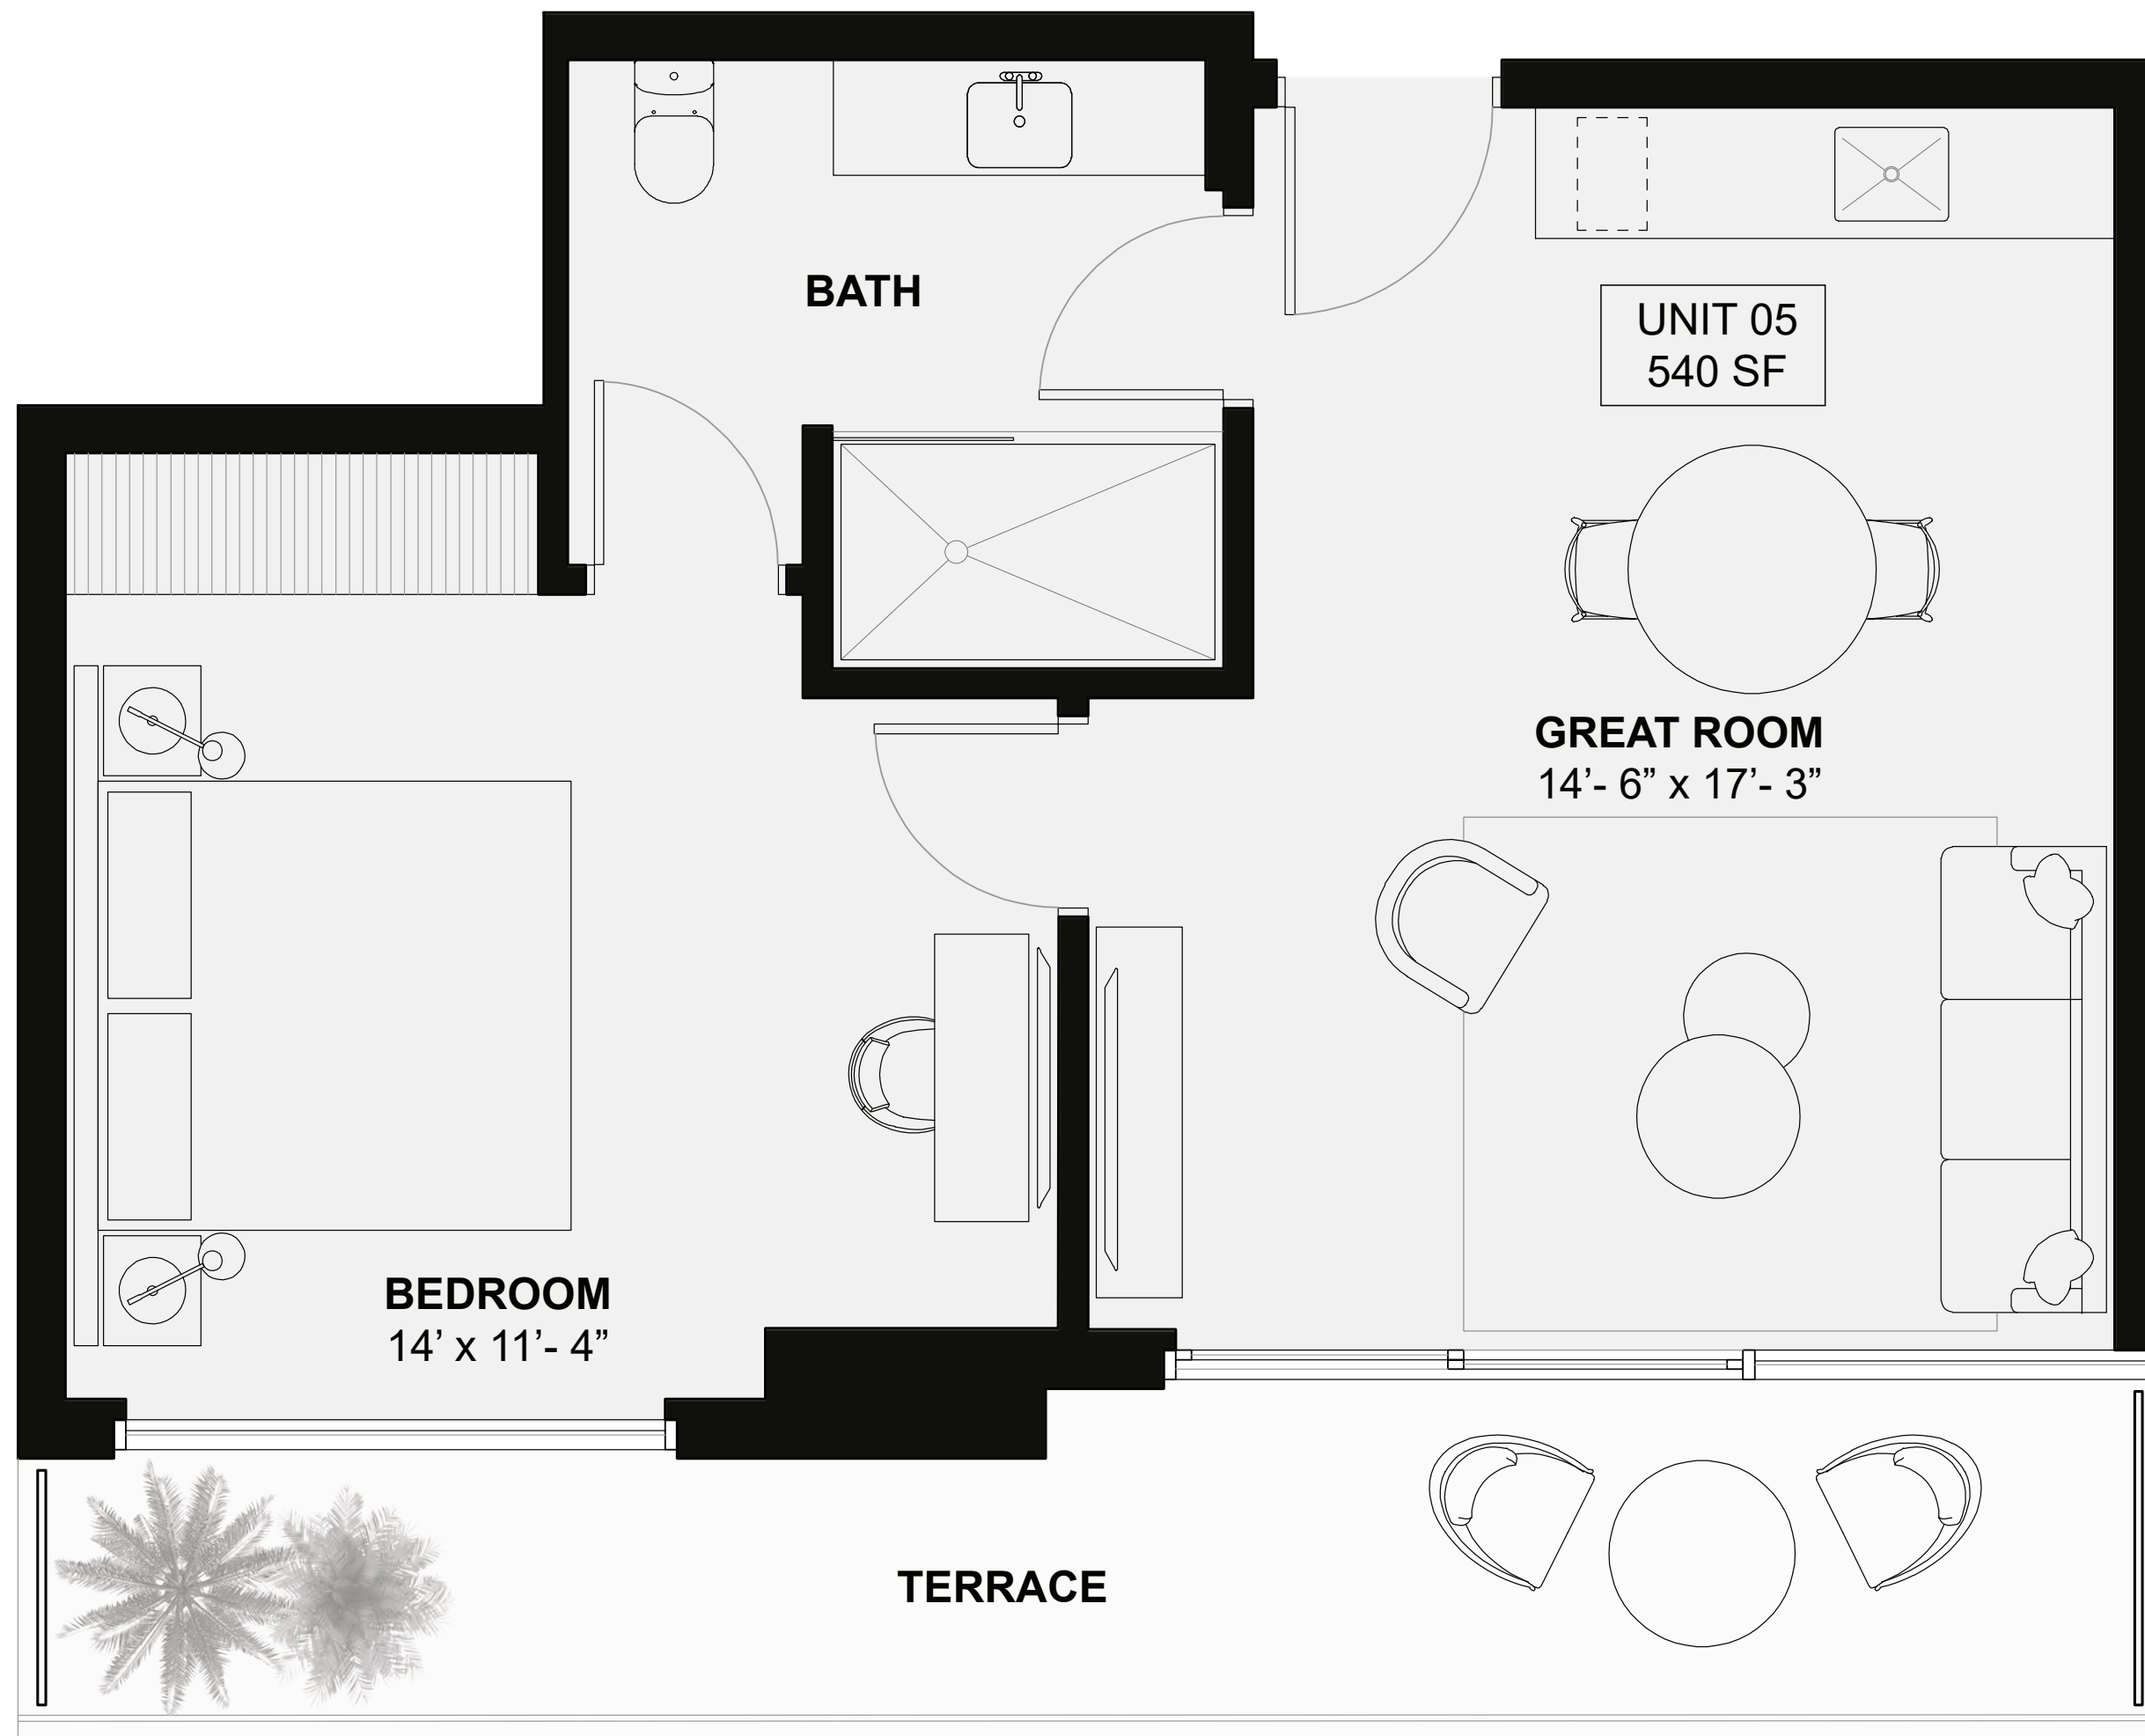 BATH
UNIT 05
540 SF
GREAT ROOM
14’- 6” x 17’- 3”
BEDROOM
14’ x 11’- 4”
TERRACE